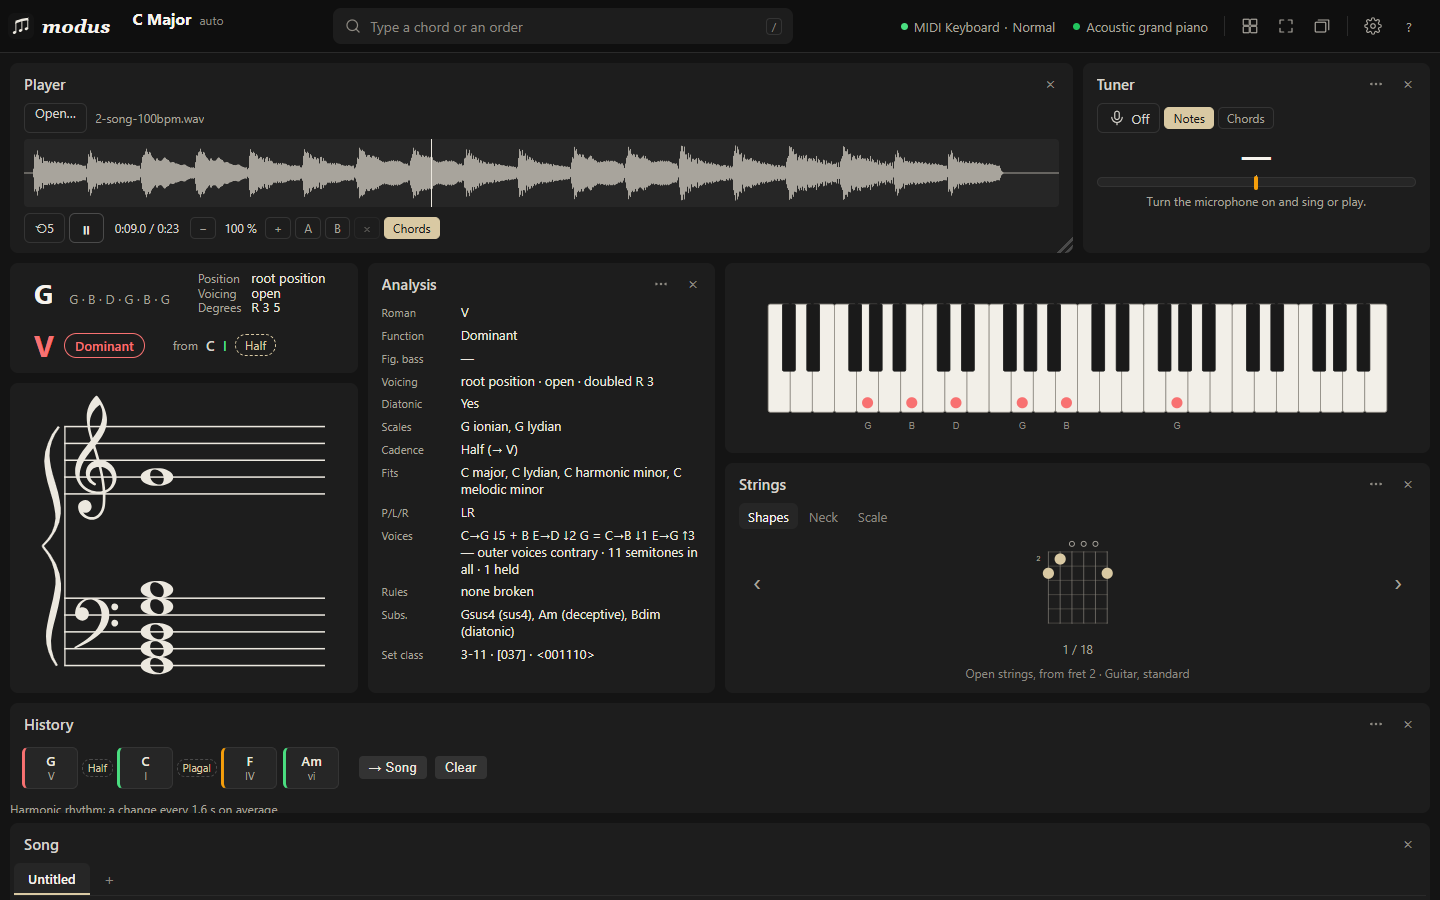 modus
C Major auto
Type a chord or an order
/
MIDI Keyboard · Normal
Acoustic grand piano
?
Player
Open...
2-song-100bpm.wav
5
0:09.0 / 0:23
−
100 %
+
A
B
×
Chords
Tuner
Off
Notes
Chords
—
Turn the microphone on and sing or play.
G
G · B · D · G · B · G
Position root position
Voicing open
Degrees R 3 5
V
Dominant
from C I
Half
Analysis
Roman V
Function Dominant
Fig. bass —
Voicing root position · open · doubled R 3
Diatonic Yes
Scales G ionian, G lydian
Cadence Half (→ V)
Fits C major, C lydian, C harmonic minor, C
melodic minor
P/L/R LR
Voices C→G ↓5 + B E→D ↓2 G = C→B ↓1 E→G ↑3
— outer voices contrary · 11 semitones in
all · 1 held
Rules none broken
Subs. Gsus4 (sus4), Am (deceptive), Bdim
(diatonic)
Set class 3-11 · [037] · <001110>
G B D G B G
Strings
Shapes
Neck
Scale
2
‹
›
1 / 18
Open strings, from fret 2 · Guitar, standard
History
G
V
Half
C
I
Plagal
F
IV
Am
vi
→ Song
Clear
Harmonic rhythm: a change every 1.6 s on average
Song
Untitled
+